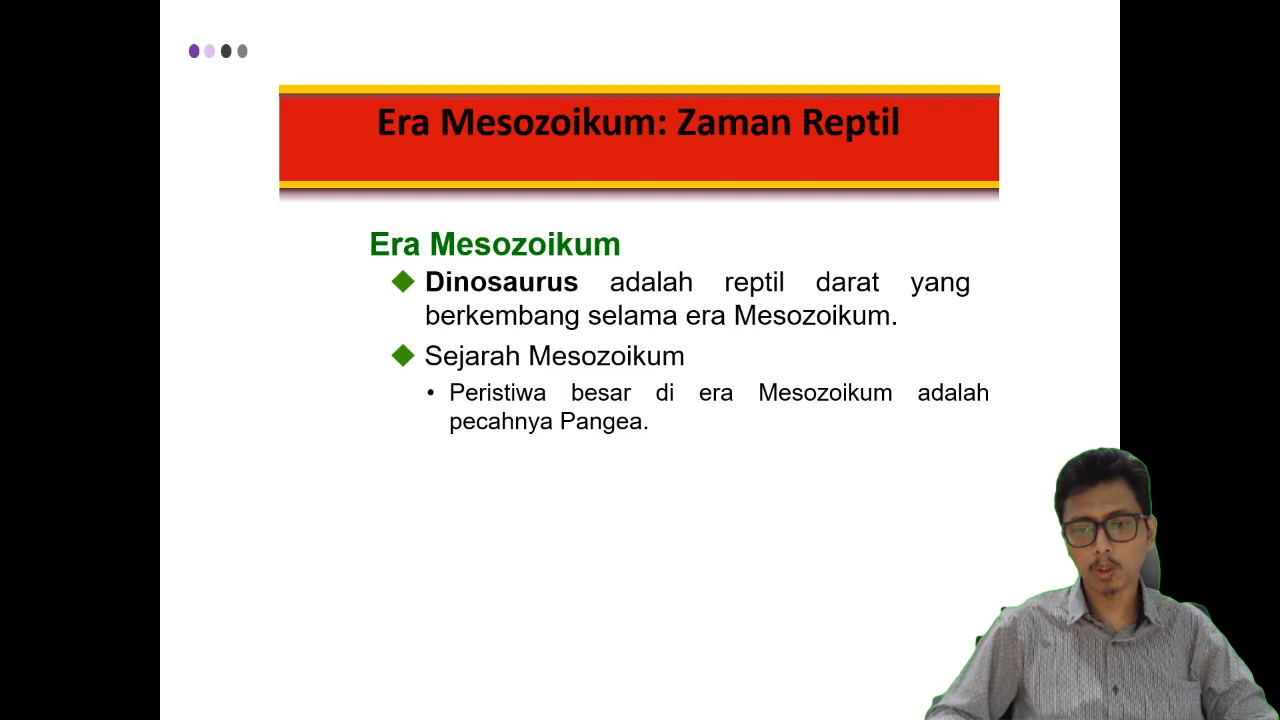 Era Mesozoikum: Zaman Reptil
Era Mesozoikum
Dinosaurus adalah reptil darat yang
berkembang selama era Mesozoikum.
Sejarah Mesozoikum
• Peristiwa besar di era Mesozoikum adalah
pecahnya Pangea.